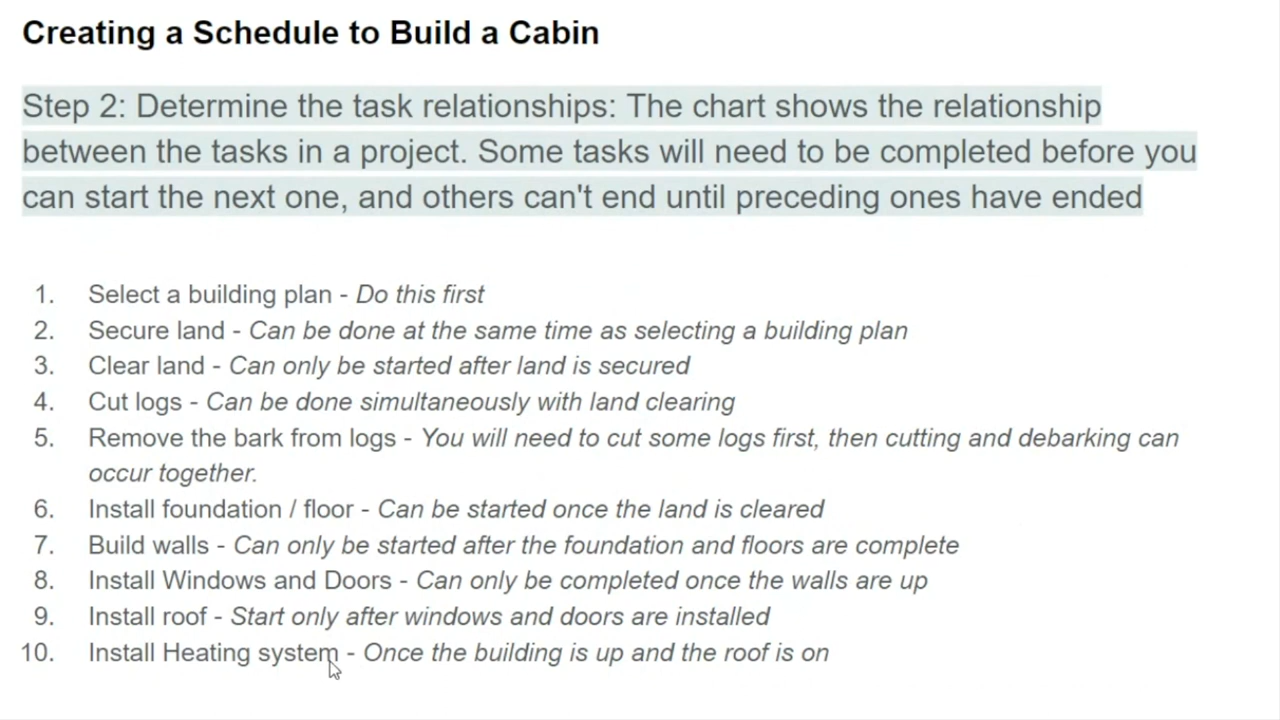 Creating a Schedule to Build a Cabin
Step 2: Determine the task relationships: The chart shows the relationship
between the tasks in a project. Some tasks will need to be completed before you
can start the next one, and others can't end until preceding ones have ended
1. Select a building plan - Do this first
2. Secure land - Can be done at the same time as selecting a building plan
3. Clear land - Can only be started after land is secured
4. Cut logs - Can be done simultaneously with land clearing
5. Remove the bark from logs - You will need to cut some logs first, then cutting and debarking can
occur together.
6. Install foundation / floor - Can be started once the land is cleared
7. Build walls - Can only be started after the foundation and floors are complete
8. Install Windows and Doors - Can only be completed once the walls are up
9. Install roof - Start only after windows and doors are installed
10. Install Heating system - Once the building is up and the roof is on